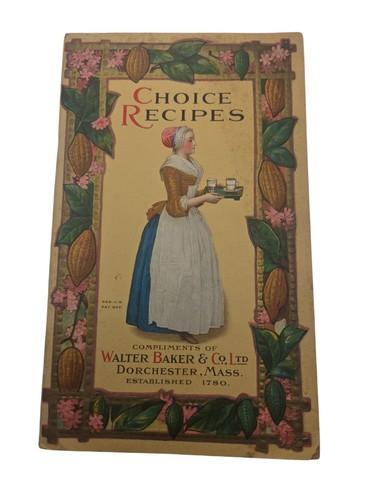 CHOICE
RECIPES
REG. U.S.
PAT. OFF.
COMPLIMENTS OF
WALTER BAKER & CO. LTD
DORCHESTER, MASS.
ESTABLISHED 1780.